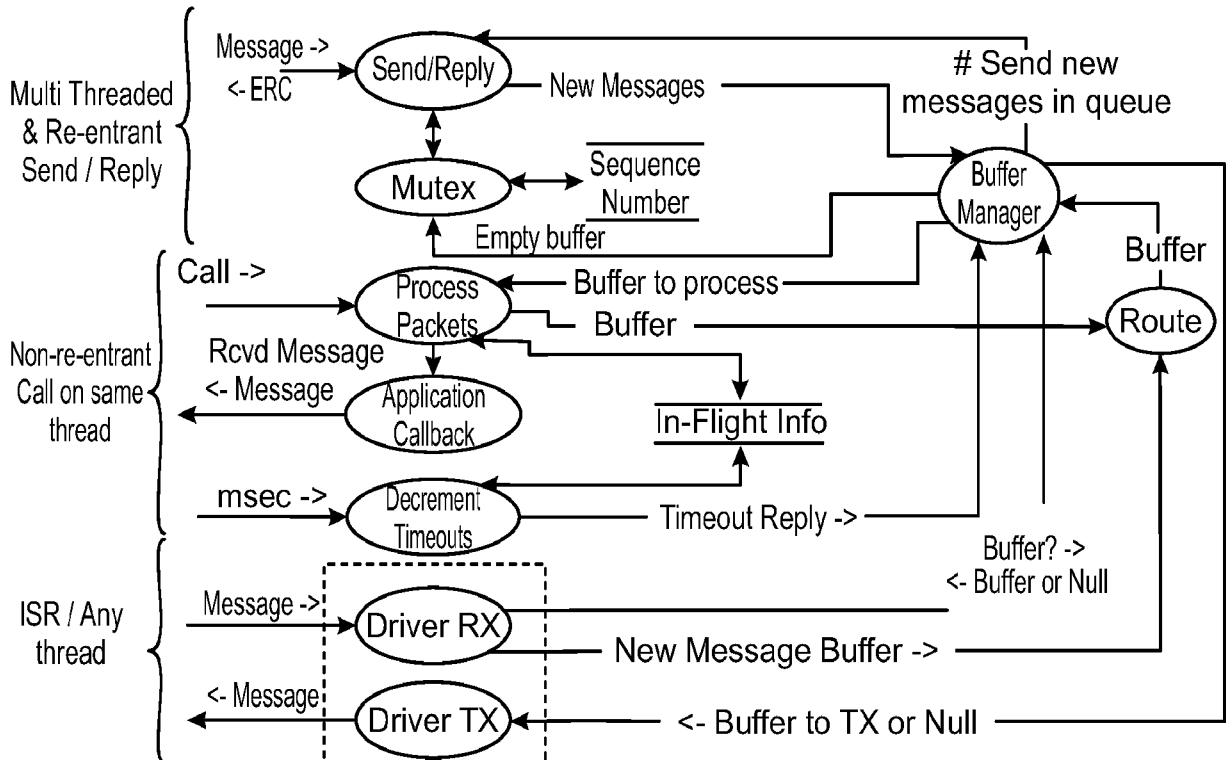 Multi Threaded
& Re-entrant
Send / Reply
Message ->
<- ERC
Send/Reply
New Messages
# Send new
messages in queue
Mutex
Sequence
Number
Buffer
Manager
Empty buffer
Non-re-entrant
Call on same
thread
Call ->
Process
Packets
Buffer to process
Buffer
Buffer
Route
Rcvd Message
<- Message
Application
Callback
In-Flight Info
msec ->
Decrement
Timeouts
Timeout Reply ->
Buffer? ->
<- Buffer or Null
ISR / Any
thread
Message->
Driver RX
New Message Buffer ->
<- Message
Driver TX
<- Buffer to TX or Null